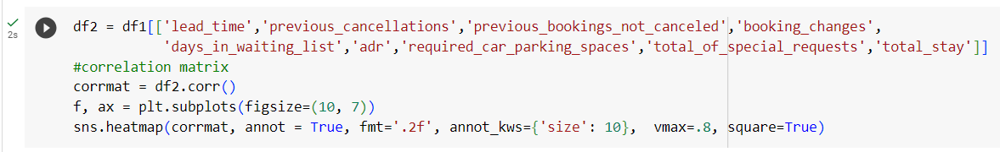 df2 = df1[['lead_time','previous_cancellations','previous_bookings_not_canceled','booking_changes',
'days_in_waiting_list','adr','required_car_parking_spaces','total_of_special_requests','total_stay']]
#correlation matrix
corrmat = df2.corr()
f, ax = plt.subplots(figsize=(10, 7))
sns.heatmap(corrmat, annot = True, fmt='.2f', annot_kws={'size': 10},  vmax=.8, square=True)
2s